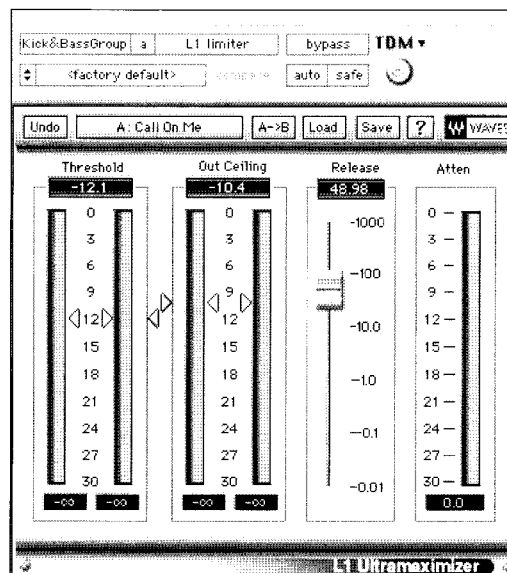 Kick&BassGroup a L1 limiter bypass TDM
<factory default> compare auto safe
Undo A: Call On Me A->B Load Save ? W WAVES
Threshold Out Ceiling Release Atten
-12.1 -10.4 48.98
0 0 -1000 0
3 3 3
6 6 -100 6
9 9 9
12 12 -10.0 12
15 15 15
18 18 -1.0 18
21 21 21
24 24 -0.1 24
27 27 27
30 30 -0.01 30
-∞ -∞ -∞ -∞ 0.0
L1 Ultramaximizer